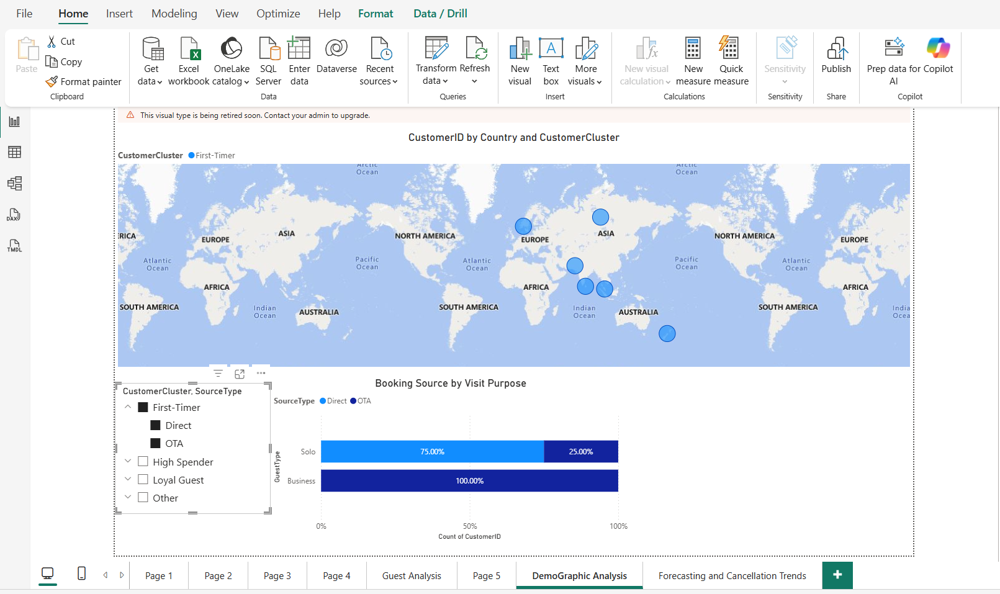 File Home Insert Modeling View Optimize Help Format Data / Drill
Paste
Cut
Copy
Format painter
Clipboard
Get data
Excel workbook
OneLake catalog
SQL Server
Enter data
Dataverse
Recent sources
Data
Transform data
Refresh
Queries
New visual
Text box
More visuals
Insert
New visual calculation
New measure
Quick measure
Calculations
Sensitivity
Sensitivity
Publish
Share
Prep data for AI
Copilot
Copilot
DAX
TMDL
This visual type is being retired soon. Contact your admin to upgrade.
CustomerID by Country and CustomerCluster
CustomerCluster First-Timer
Arctic Ocean
Arctic Ocean
RICA
EUROPE
ASIA
NORTH AMERICA
EUROPE
ASIA
NORTH AMERICA
EUROPE
Atlantic Ocean
Pacific Ocean
Atlantic Ocean
Pacific Ocean
Atlantic Ocean
AFRICA
AFRICA
AFRICA
SOUTH AMERICA
Indian Ocean
AUSTRALIA
SOUTH AMERICA
Indian Ocean
AUSTRALIA
SOUTH AMERICA
India
Ocea
CustomerCluster, SourceType
First-Timer
Direct
OTA
High Spender
Loyal Guest
Other
Booking Source by Visit Purpose
SourceType Direct OTA
GuestType
Solo 75.00% 25.00%
Business 100.00%
0% 50% 100%
Count of CustomerID
Page 1 Page 2 Page 3 Page 4 Guest Analysis Page 5 DemoGraphic Analysis Forecasting and Cancellation Trends +